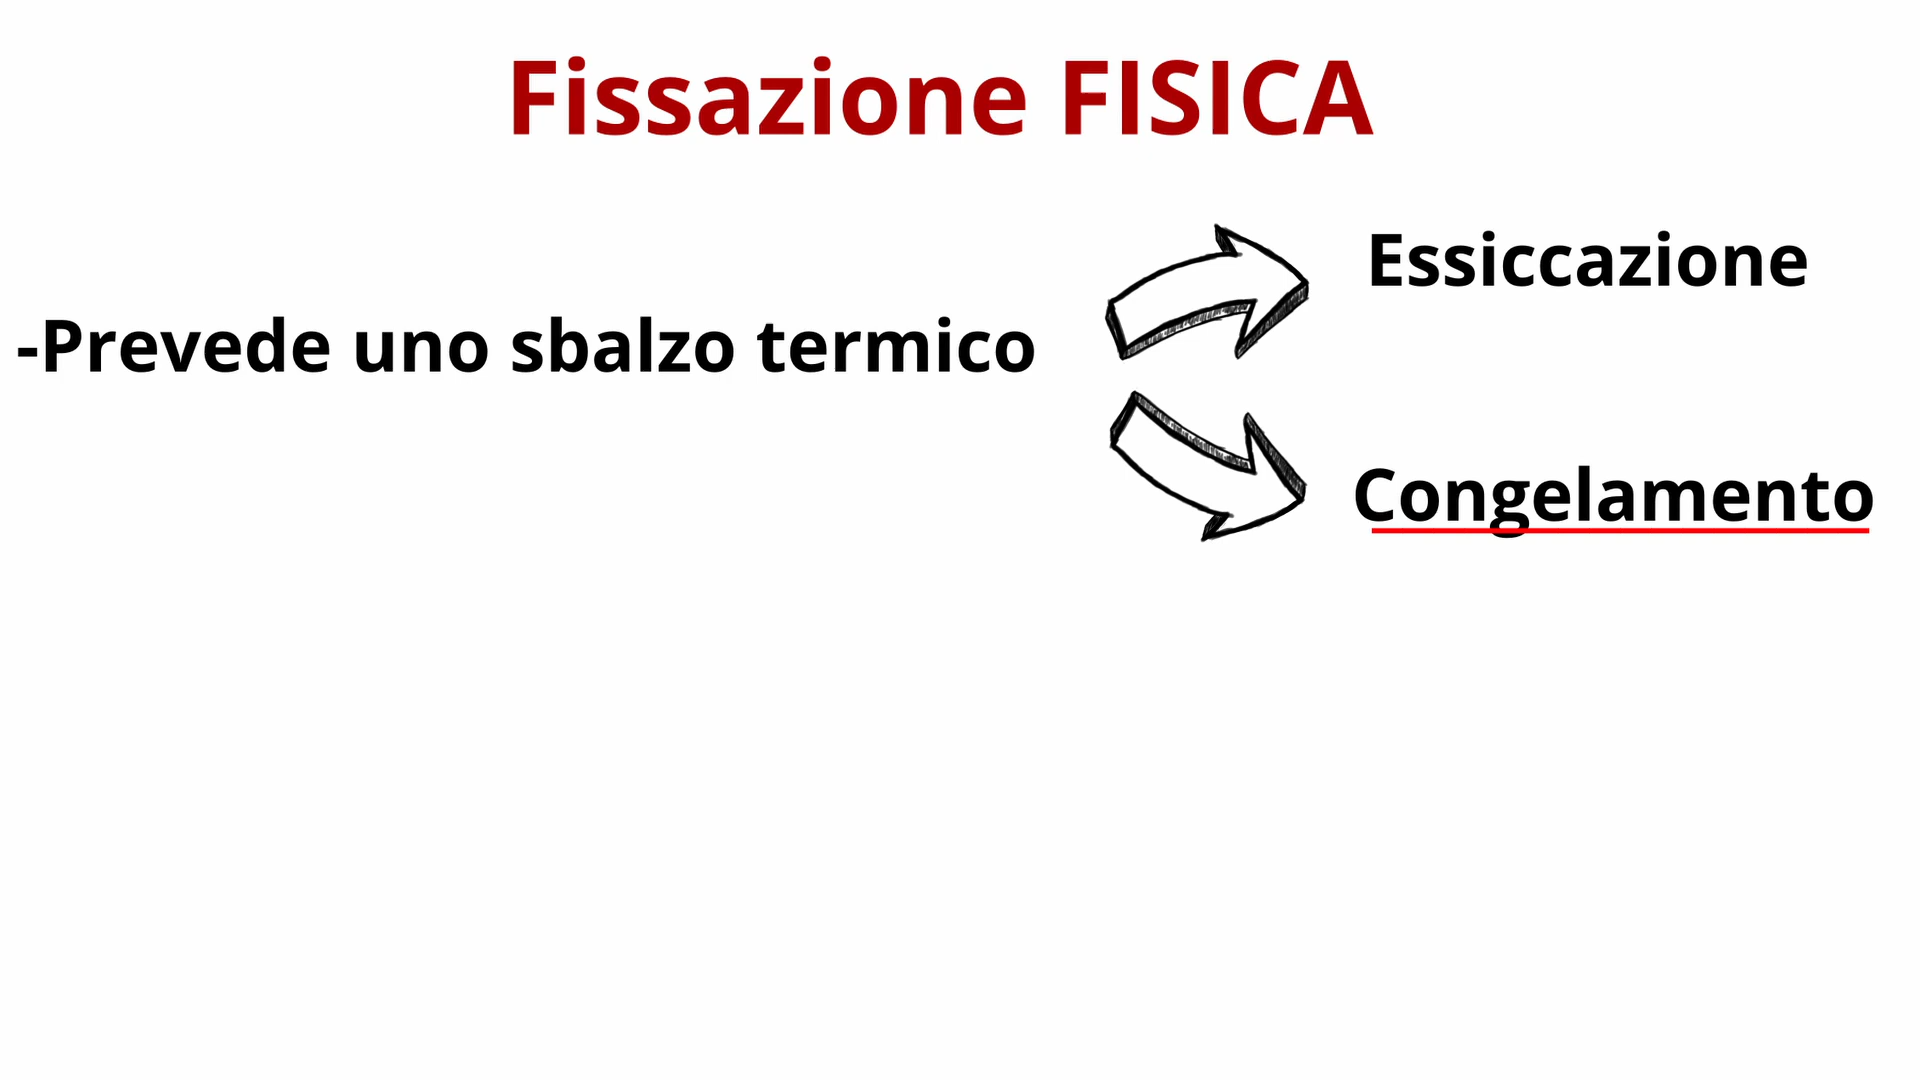 Fissazione FISICA
-Prevede uno sbalzo termico
Essiccazione
Congelamento